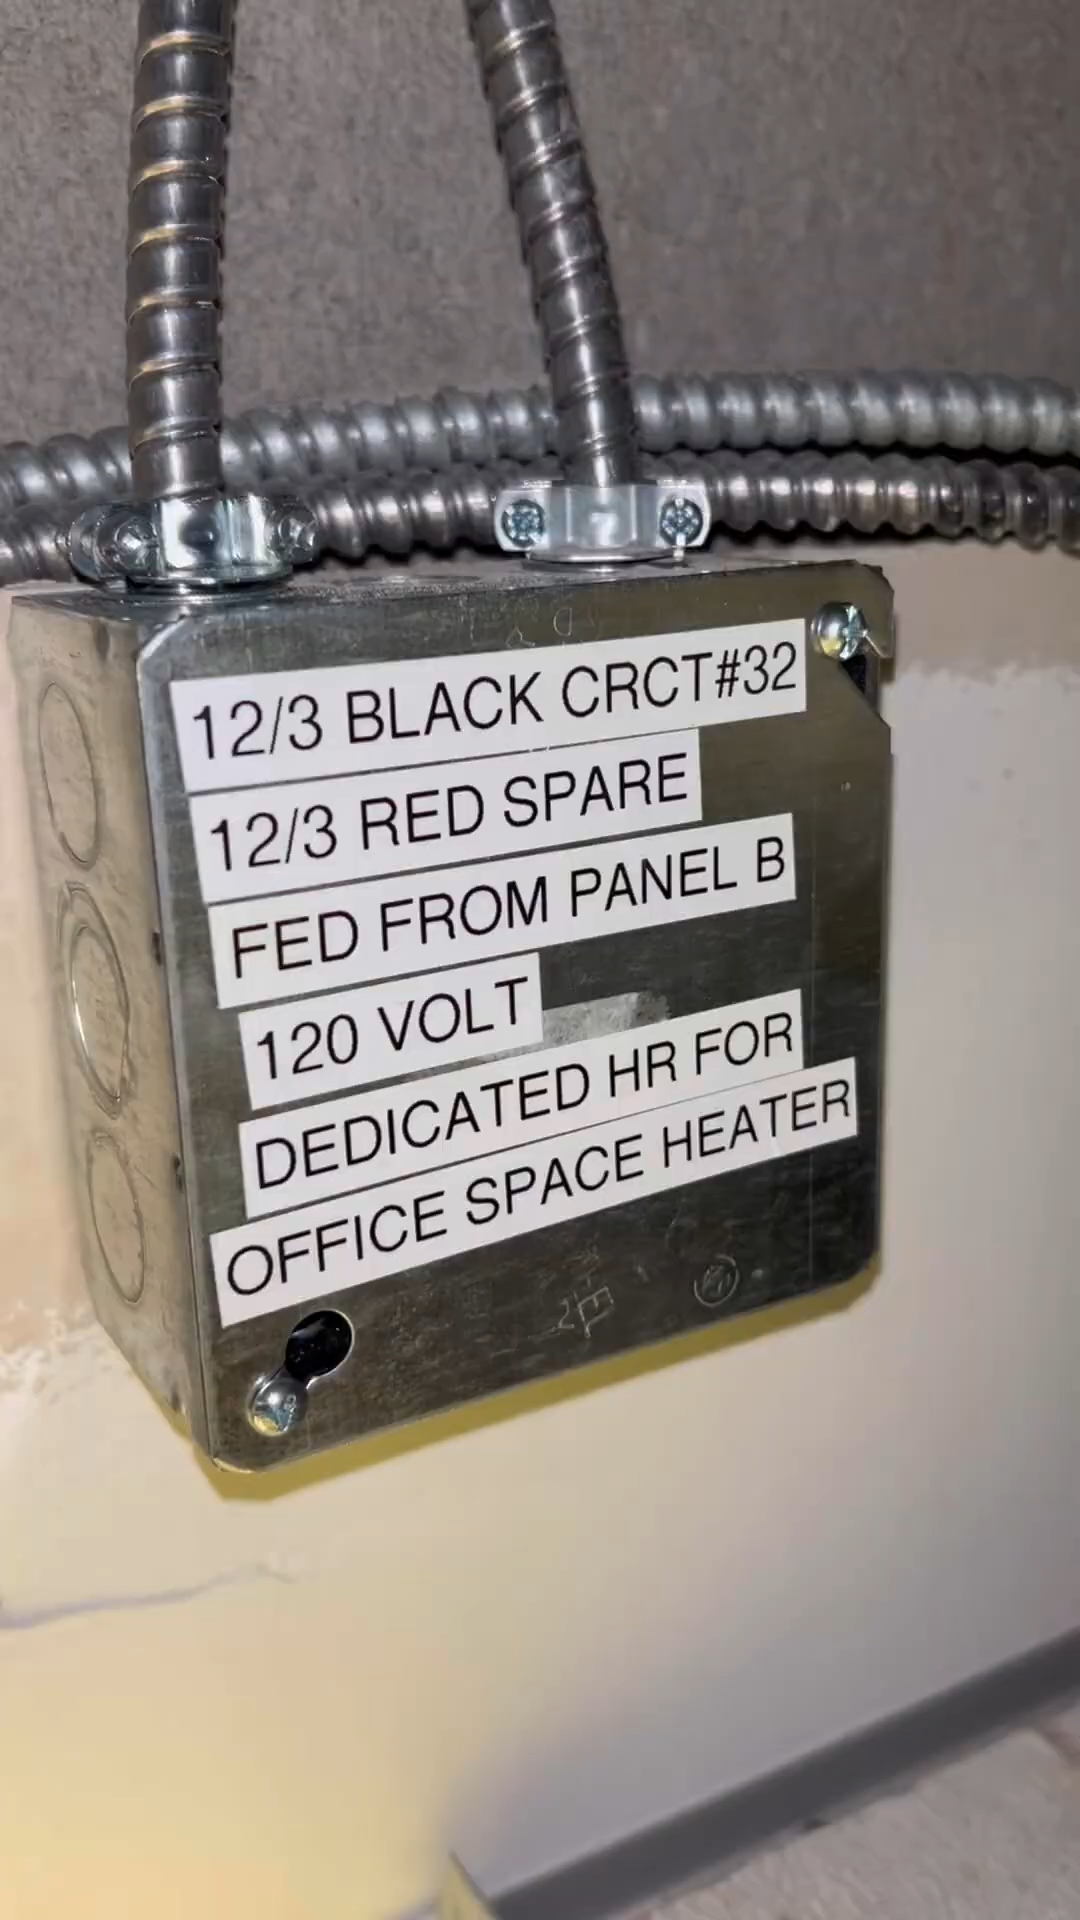 12/3 BLACK CRCT#32
12/3 RED SPARE
FED FROM PANEL B
120 VOLT
DEDICATED HR FOR
OFFICE SPACE HEATER